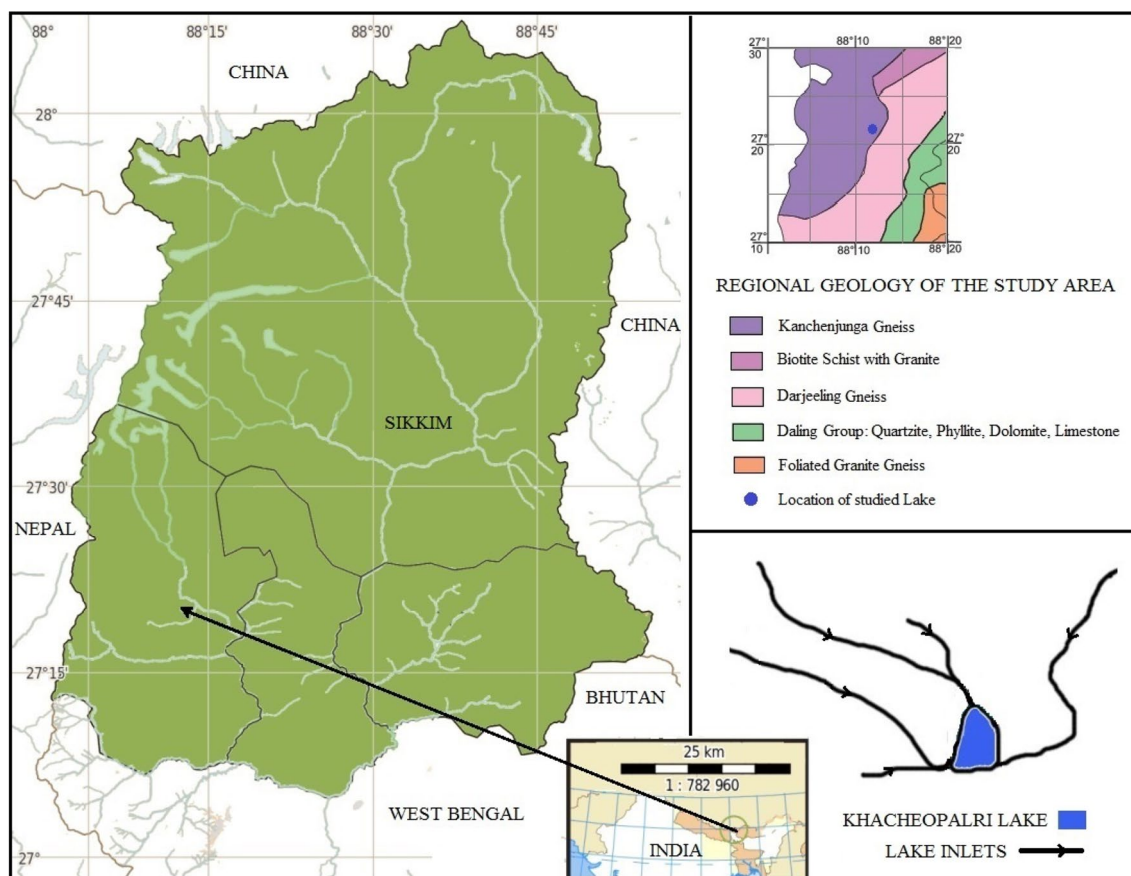 88°
88°15'
88°30'
88°45'
CHINA
28°
27°45'
CHINA
SIKKIM
27°30'
NEPAL
27°15'
BHUTAN
WEST BENGAL
27°
25 km
1 : 782 960
INDIA
27°
30
88°10
88°20
27°
20
27°
20
27°
10
88°10
88°20
27°
REGIONAL GEOLOGY OF THE STUDY AREA
Kanchenjunga Gneiss
Biotite Schist with Granite
Darjeeling Gneiss
Daling Group: Quartzite, Phyllite, Dolomite, Limestone
Foliated Granite Gneiss
Location of studied Lake
KHACHEOPALRI LAKE
LAKE INLETS